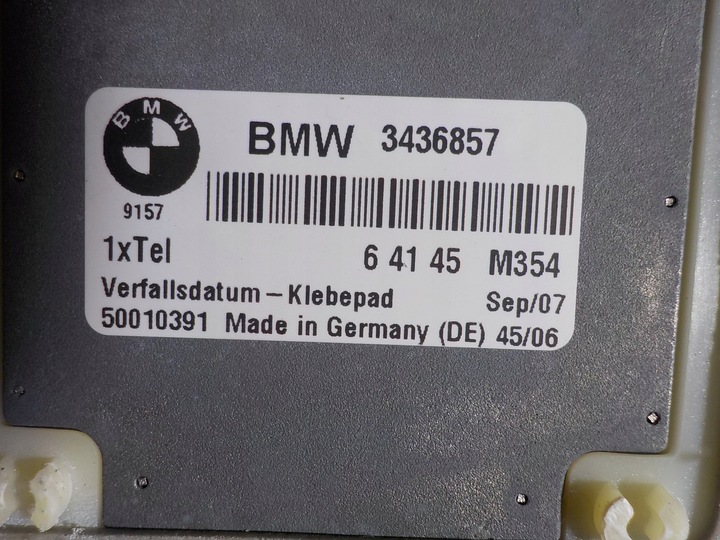 BMW
BMW 3436857
9157
1xTel 6 41 45 M354
Verfallsdatum – Klebepad Sep/07
50010391 Made in Germany (DE) 45/06